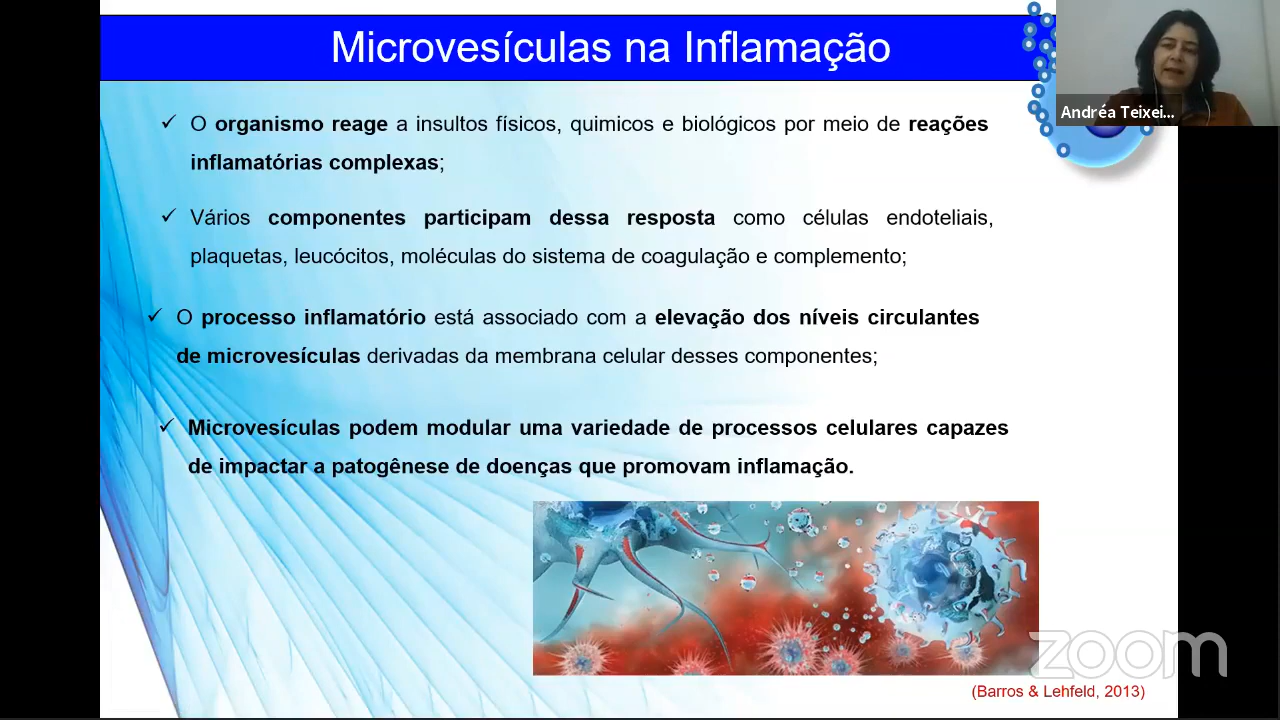 Microvesículas na Inflamação
Andréa Teixei...
✓ O organismo reage a insultos físicos, quimicos e biológicos por meio de reações
inflamatórias complexas;
✓ Vários componentes participam dessa resposta como células endoteliais,
plaquetas, leucócitos, moléculas do sistema de coagulação e complemento;
✓ O processo inflamatório está associado com a elevação dos níveis circulantes
de microvesículas derivadas da membrana celular desses componentes;
✓ Microvesículas podem modular uma variedade de processos celulares capazes
de impactar a patogênese de doenças que promovam inflamação.
zoom
(Barros & Lehfeld, 2013)